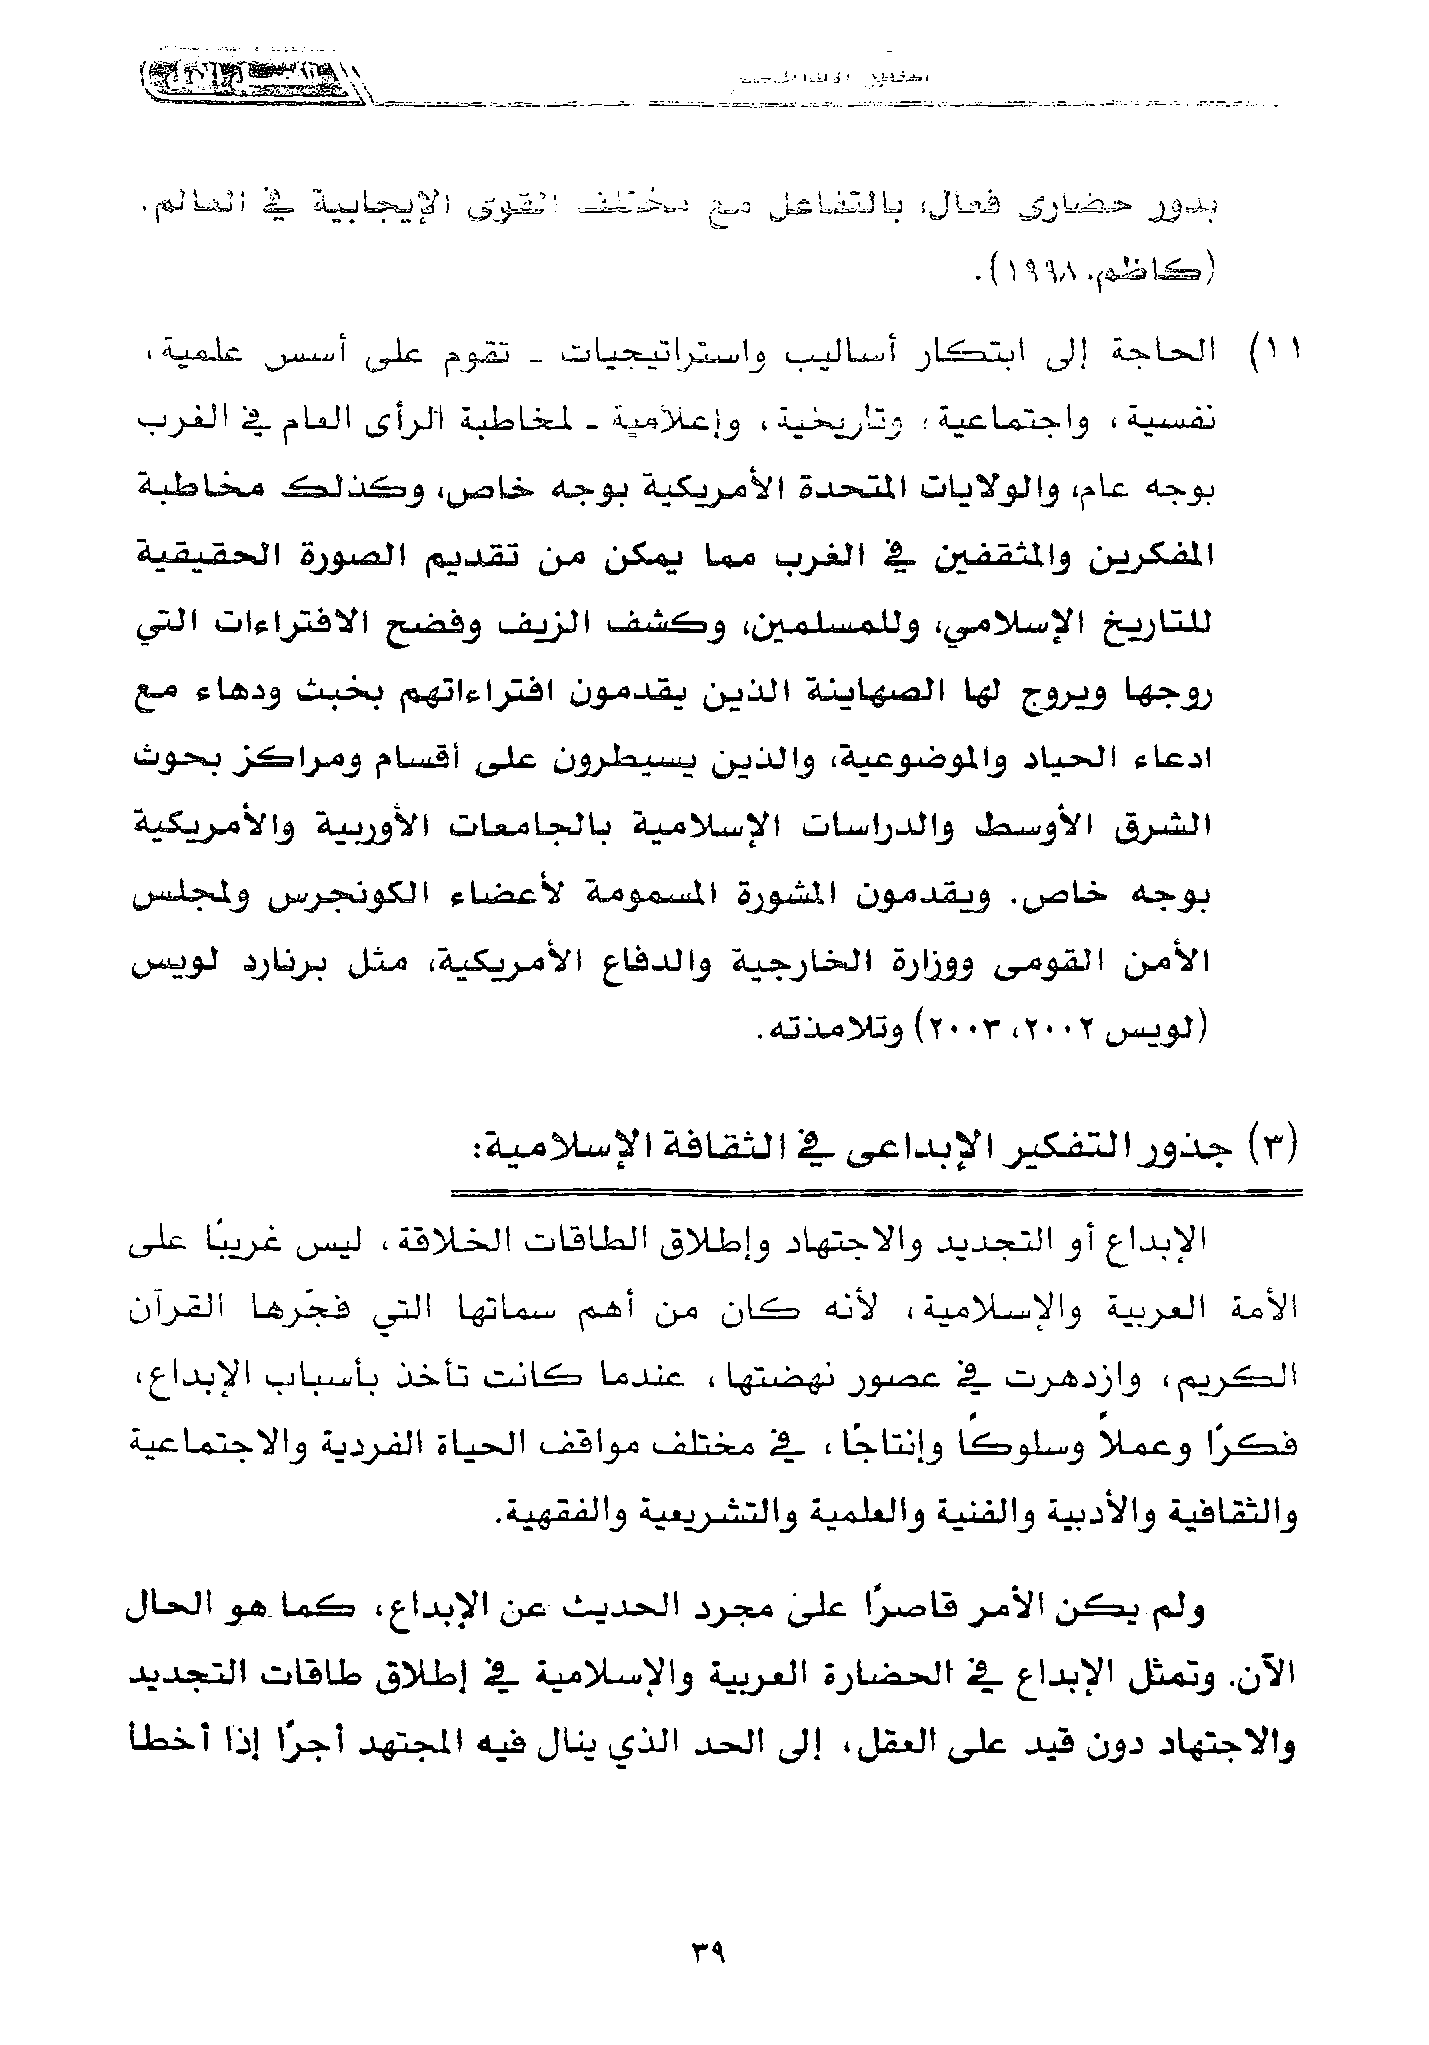 بدور حضارى فعال، بالتفاعل مع مختلف القوى الإيجابية في العالم.
(كاظم، ١٩٩٨).
١١) الحاجة إلى ابتكار أساليب واستراتيجيات - تقوم على أسس علمية،
نفسية، واجتماعية، وتاريخية، وإعلامية - لمخاطبة الرأى العام في الغرب
بوجه عام، والولايات المتحدة الأمريكية بوجه خاص، وكذلك مخاطبة
المفكرين والمثقفين في الغرب مما يمكن من تقديم الصورة الحقيقية
للتاريخ الإسلامي، وللمسلمين، وكشف الزيف وفضح الافتراءات التي
روجها ويروج لها الصهاينة الذين يقدمون افتراءاتهم بخبث ودهاء مع
ادعاء الحياد والموضوعية، والذين يسيطرون على أقسام ومراكز بحوث
الشرق الأوسط والدراسات الإسلامية بالجامعات الأوربية والأمريكية
بوجه خاص. ويقدمون المشورة المسمومة لأعضاء الكونجرس ولمجلس
الأمن القومى ووزارة الخارجية والدفاع الأمريكية، مثل برنارد لويس
(لويس ٢٠٠٢، ٢٠٠٣) وتلامذته.
(٣) جذور التفكير الإبداعى في الثقافة الإسلامية:
الإبداع أو التجديد والاجتهاد وإطلاق الطاقات الخلاقة، ليس غريبًا على
الأمة العربية والإسلامية، لأنه كان من أهم سماتها التي فجّرها القرآن
الكريم، وازدهرت في عصور نهضتها، عندما كانت تأخذ بأسباب الإبداع،
فكرًا وعملاً وسلوكًا وإنتاجًا، في مختلف مواقف الحياة الفردية والاجتماعية
والثقافية والأدبية والفنية والعلمية والتشريعية والفقهية.
ولم يكن الأمر قاصرًا على مجرد الحديث عن الإبداع، كما هو الحال
الآن. وتمثل الإبداع في الحضارة العربية والإسلامية في إطلاق طاقات التجديد
والاجتهاد دون قيد على العقل، إلى الحد الذي ينال فيه المجتهد أجرًا إذا أخطأ
٣٩